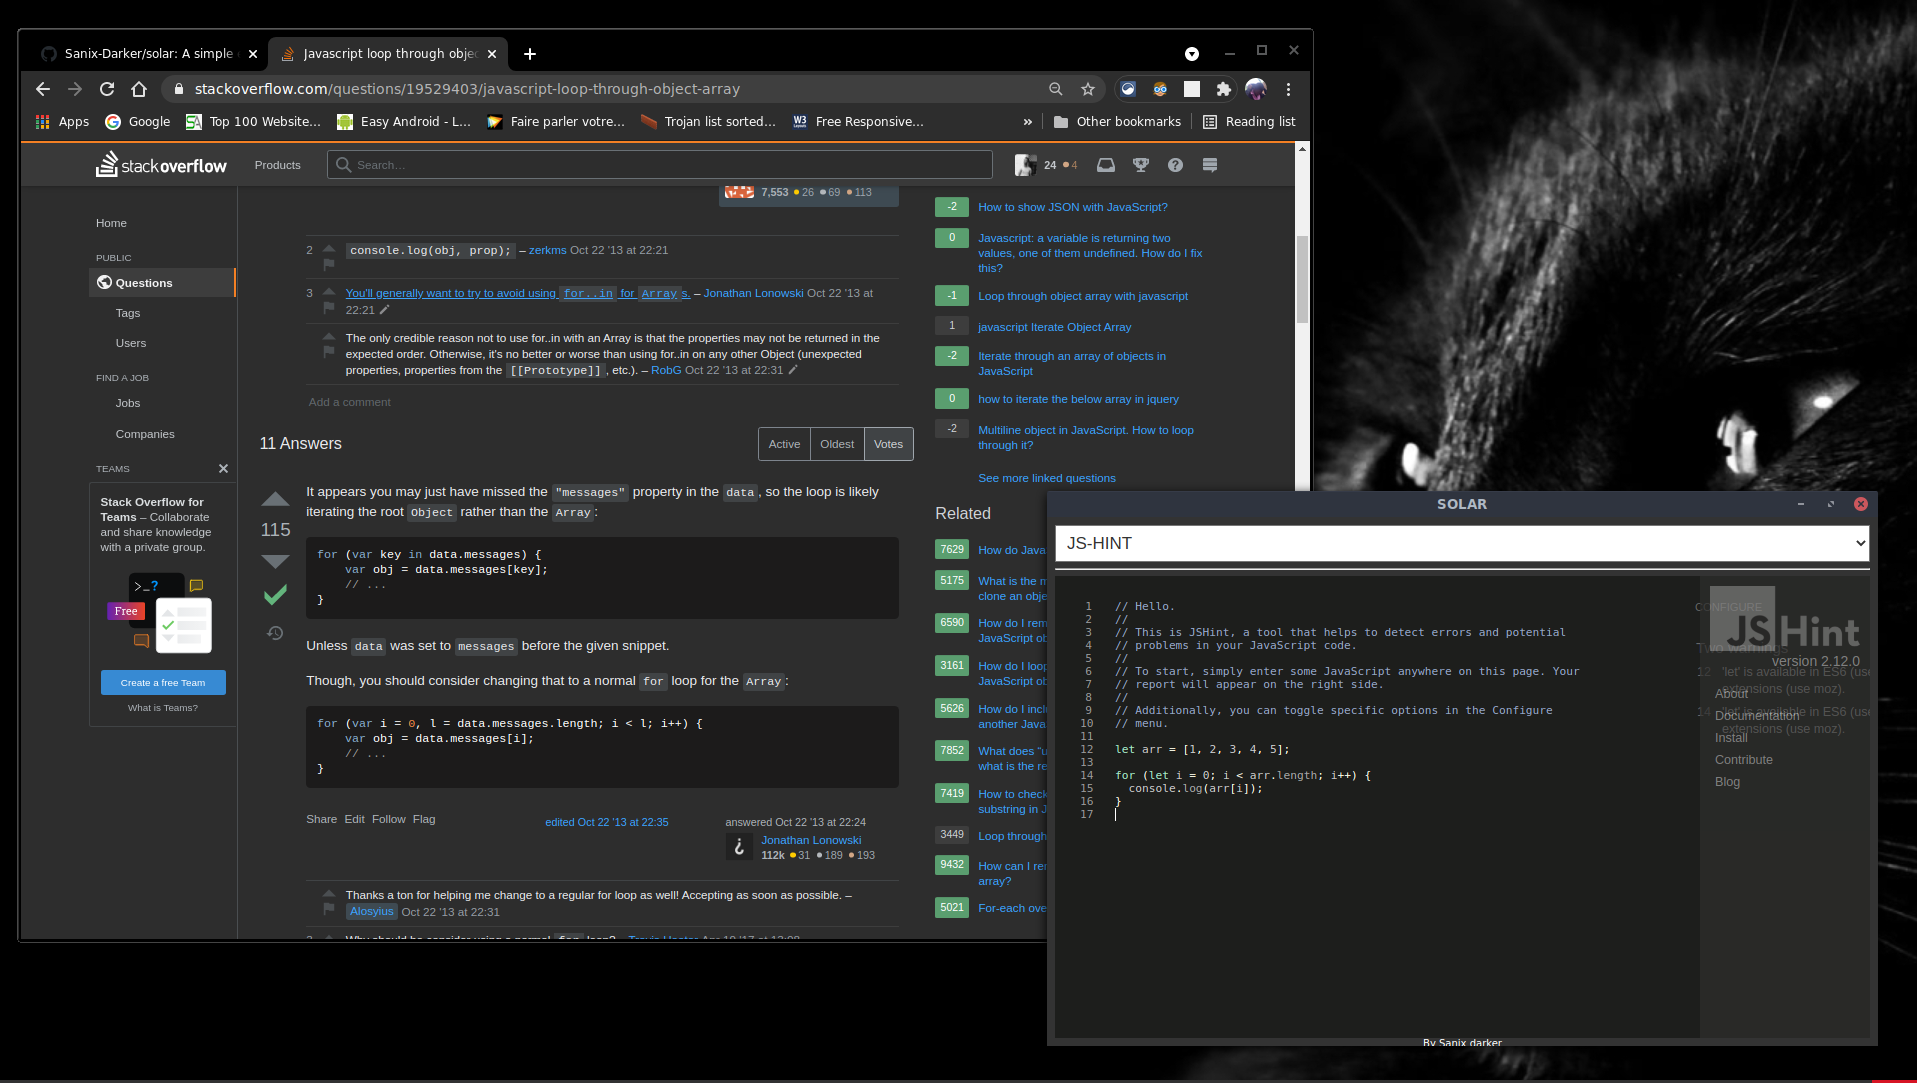 Sanix-Darker/solar: A simple
Javascript loop through obje
stackoverflow.com/questions/19529403/javascript-loop-through-object-array
Apps
Google
Top 100 Website...
Easy Android - L...
Faire parler votre...
Trojan list sorted...
Free Responsive...
»
Other bookmarks
Reading list
stackoverflow
Products
Search...
24 4
Home
PUBLIC
Questions
Tags
Users
FIND A JOB
Jobs
Companies
TEAMS
Stack Overflow for
Teams – Collaborate
and share knowledge
with a private group.
>_?
Free
Create a free Team
What is Teams?
7,553 26 69 113
2 console.log(obj, prop); – zerkms Oct 22 '13 at 22:21
3 You'll generally want to try to avoid using for..in for Array s. – Jonathan Lonowski Oct 22 '13 at
22:21
The only credible reason not to use for..in with an Array is that the properties may not be returned in the
expected order. Otherwise, it's no better or worse than using for..in on any other Object (unexpected
properties, properties from the [[Prototype]] , etc.). – RobG Oct 22 '13 at 22:31
Add a comment
11 Answers
Active
Oldest
Votes
115
It appears you may just have missed the "messages" property in the data , so the loop is likely
iterating the root Object rather than the Array :
for (var key in data.messages) {
var obj = data.messages[key];
// ...
}
Unless data was set to messages before the given snippet.
Though, you should consider changing that to a normal for loop for the Array :
for (var i = 0, l = data.messages.length; i < l; i++) {
var obj = data.messages[i];
// ...
}
Share Edit Follow Flag
edited Oct 22 '13 at 22:35
answered Oct 22 '13 at 22:24
Jonathan Lonowski
112k 31 189 193
Thanks a ton for helping me change to a regular for loop as well! Accepting as soon as possible. –
Alosyius Oct 22 '13 at 22:31
-2 How to show JSON with JavaScript?
0 Javascript: a variable is returning two
values, one of them undefined. How do I fix
this?
-1 Loop through object array with javascript
1 javascript Iterate Object Array
-2 Iterate through an array of objects in
JavaScript
0 how to iterate the below array in jquery
-2 Multiline object in JavaScript. How to loop
through it?
See more linked questions
Related
7629 How do Java
5175 What is the m
clone an obje
6590 How do I rem
JavaScript ob
3161 How do I loop
JavaScript ob
5626 How do I incl
another Java
7852 What does "u
what is the re
7419 How to check
substring in J
3449 Loop through
9432 How can I rem
array?
5021 For-each ove
SOLAR
JS-HINT
1 // Hello.
2 //
3 // This is JSHint, a tool that helps to detect errors and potential
4 // problems in your JavaScript code.
5 //
6 // To start, simply enter some JavaScript anywhere on this page. Your
7 // report will appear on the right side.
8 //
9 // Additionally, you can toggle specific options in the Configure
10 // menu.
11
12 let arr = [1, 2, 3, 4, 5];
13
14 for (let i = 0; i < arr.length; i++) {
15 console.log(arr[i]);
16 }
17
CONFIGURE
JSHint
Two warnings
version 2.12.0
12 'let' is available in ES6 (use
extensions (use moz).
14 'let' is available in ES6 (use
extensions (use moz).
About
Documentation
Install
Contribute
Blog
By Sanix darker